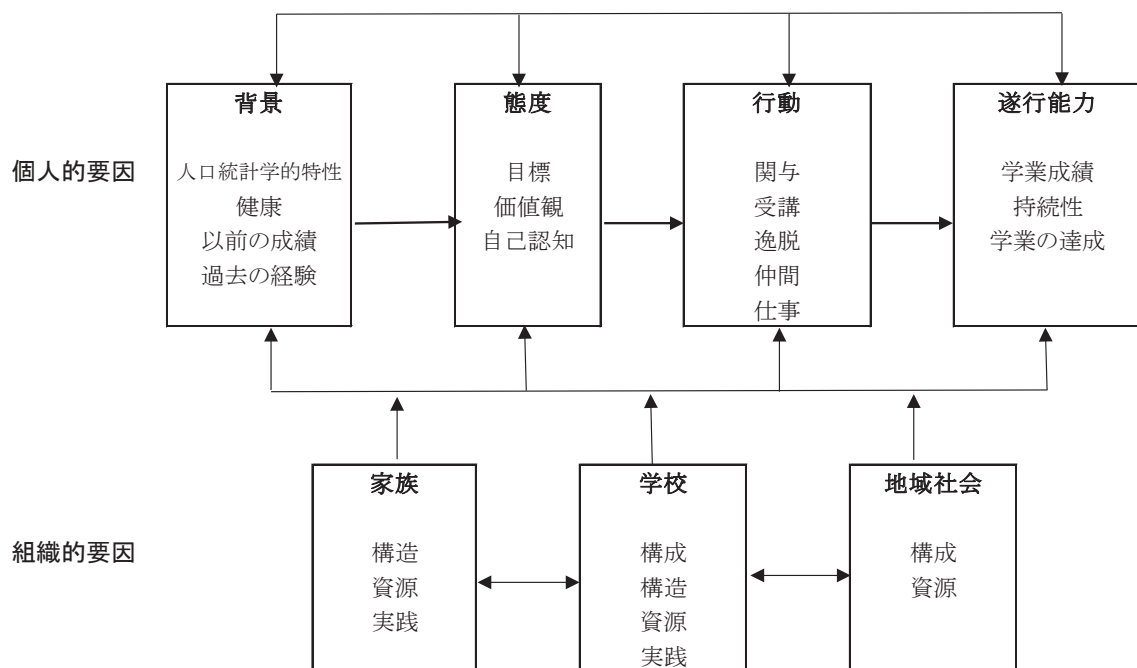 背景
人口統計学的特性
健康
以前の成績
過去の経験
態度
目標
価値観
自己認知
行動
関与
受講
逸脱
仲間
仕事
遂行能力
学業成績
持続性
学業の達成
個人的要因
家族
構造
資源
実践
学校
構成
構造
資源
実践
地域社会
構成
資源
組織的要因